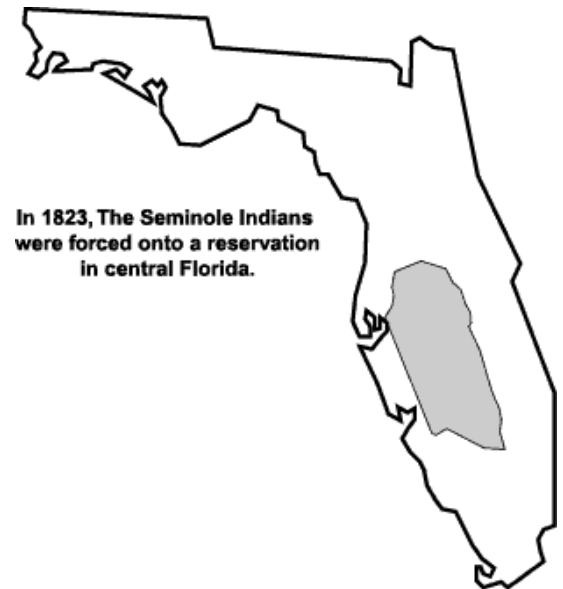 In 1823, The Seminole Indians
were forced onto a reservation
in central Florida.